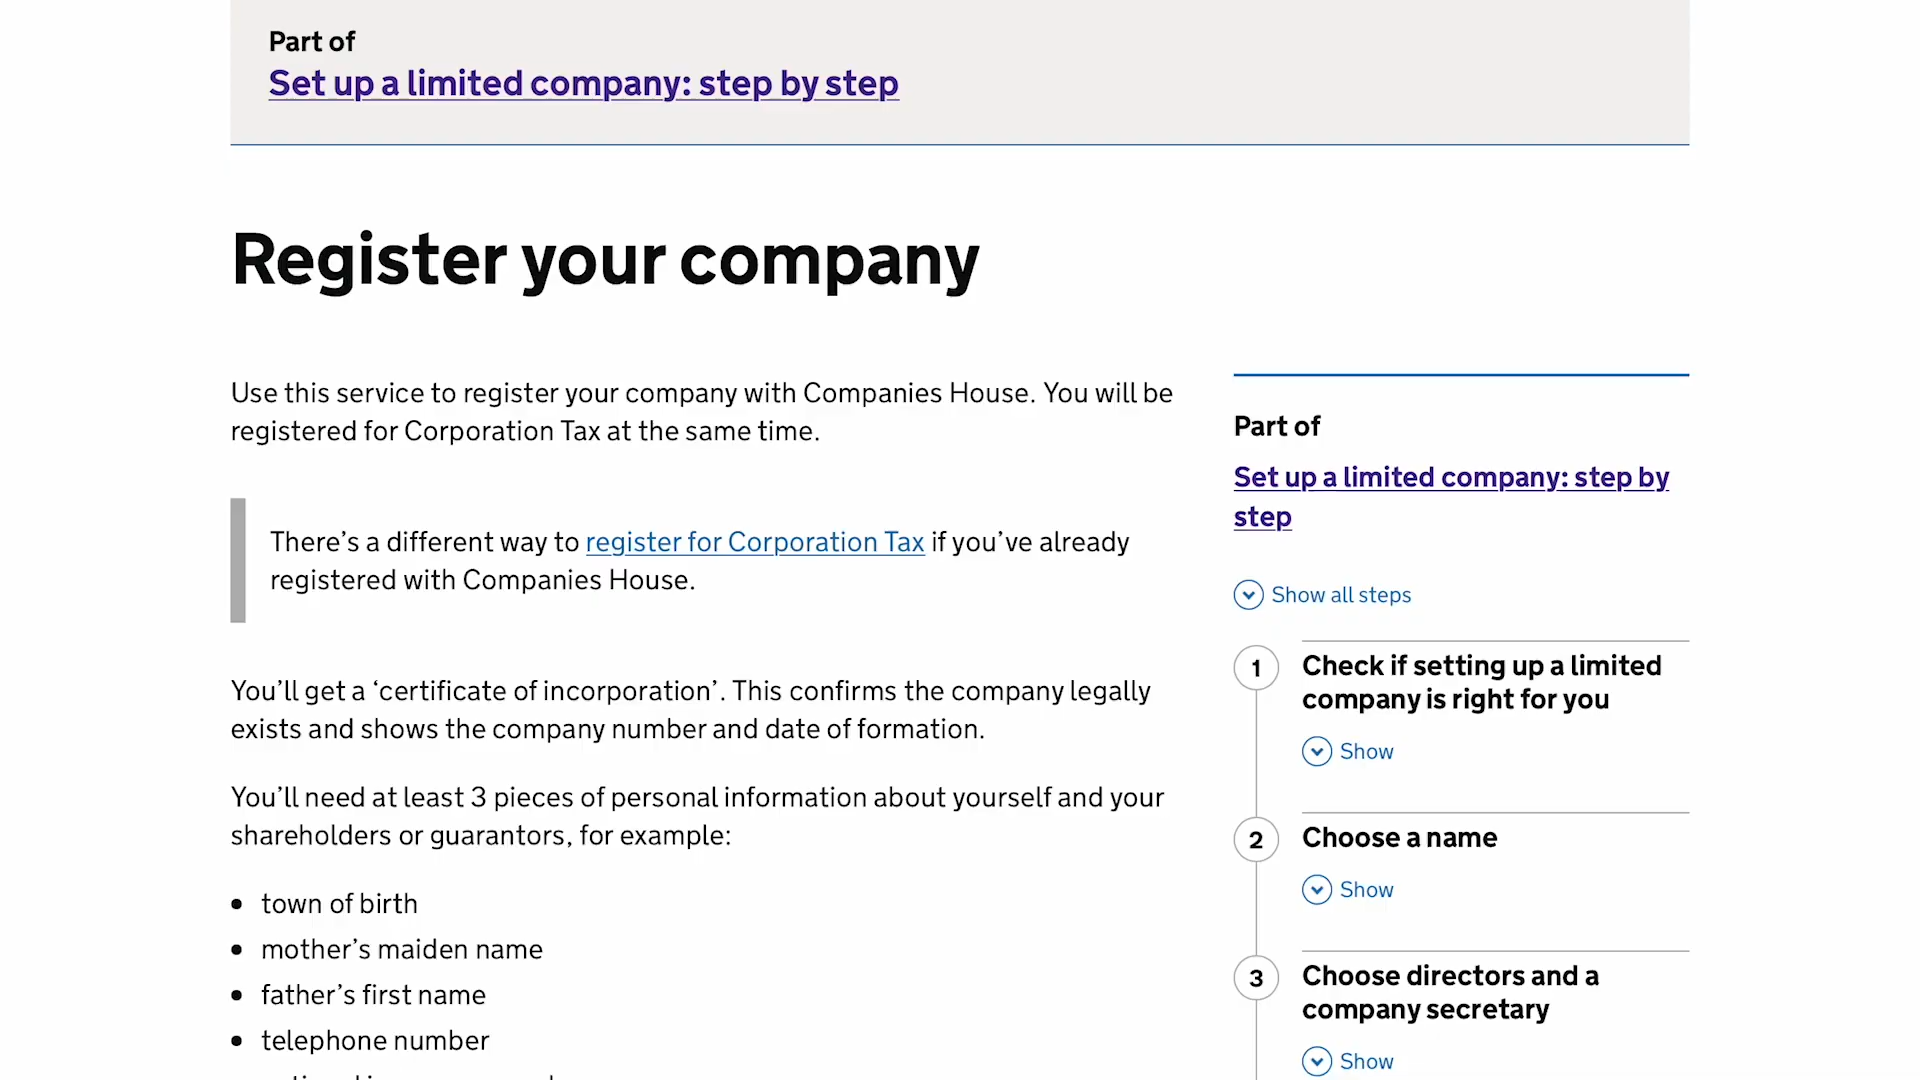 Part of
Set up a limited company: step by step
Register your company
Use this service to register your company with Companies House. You will be
registered for Corporation Tax at the same time.
There’s a different way to register for Corporation Tax if you’ve already
registered with Companies House.
You’ll get a ‘certificate of incorporation’. This confirms the company legally
exists and shows the company number and date of formation.
You’ll need at least 3 pieces of personal information about yourself and your
shareholders or guarantors, for example:
• town of birth
• mother’s maiden name
• father’s first name
• telephone number
Part of
Set up a limited company: step by
step
Show all steps
1 Check if setting up a limited
company is right for you
Show
2 Choose a name
Show
3 Choose directors and a
company secretary
Show